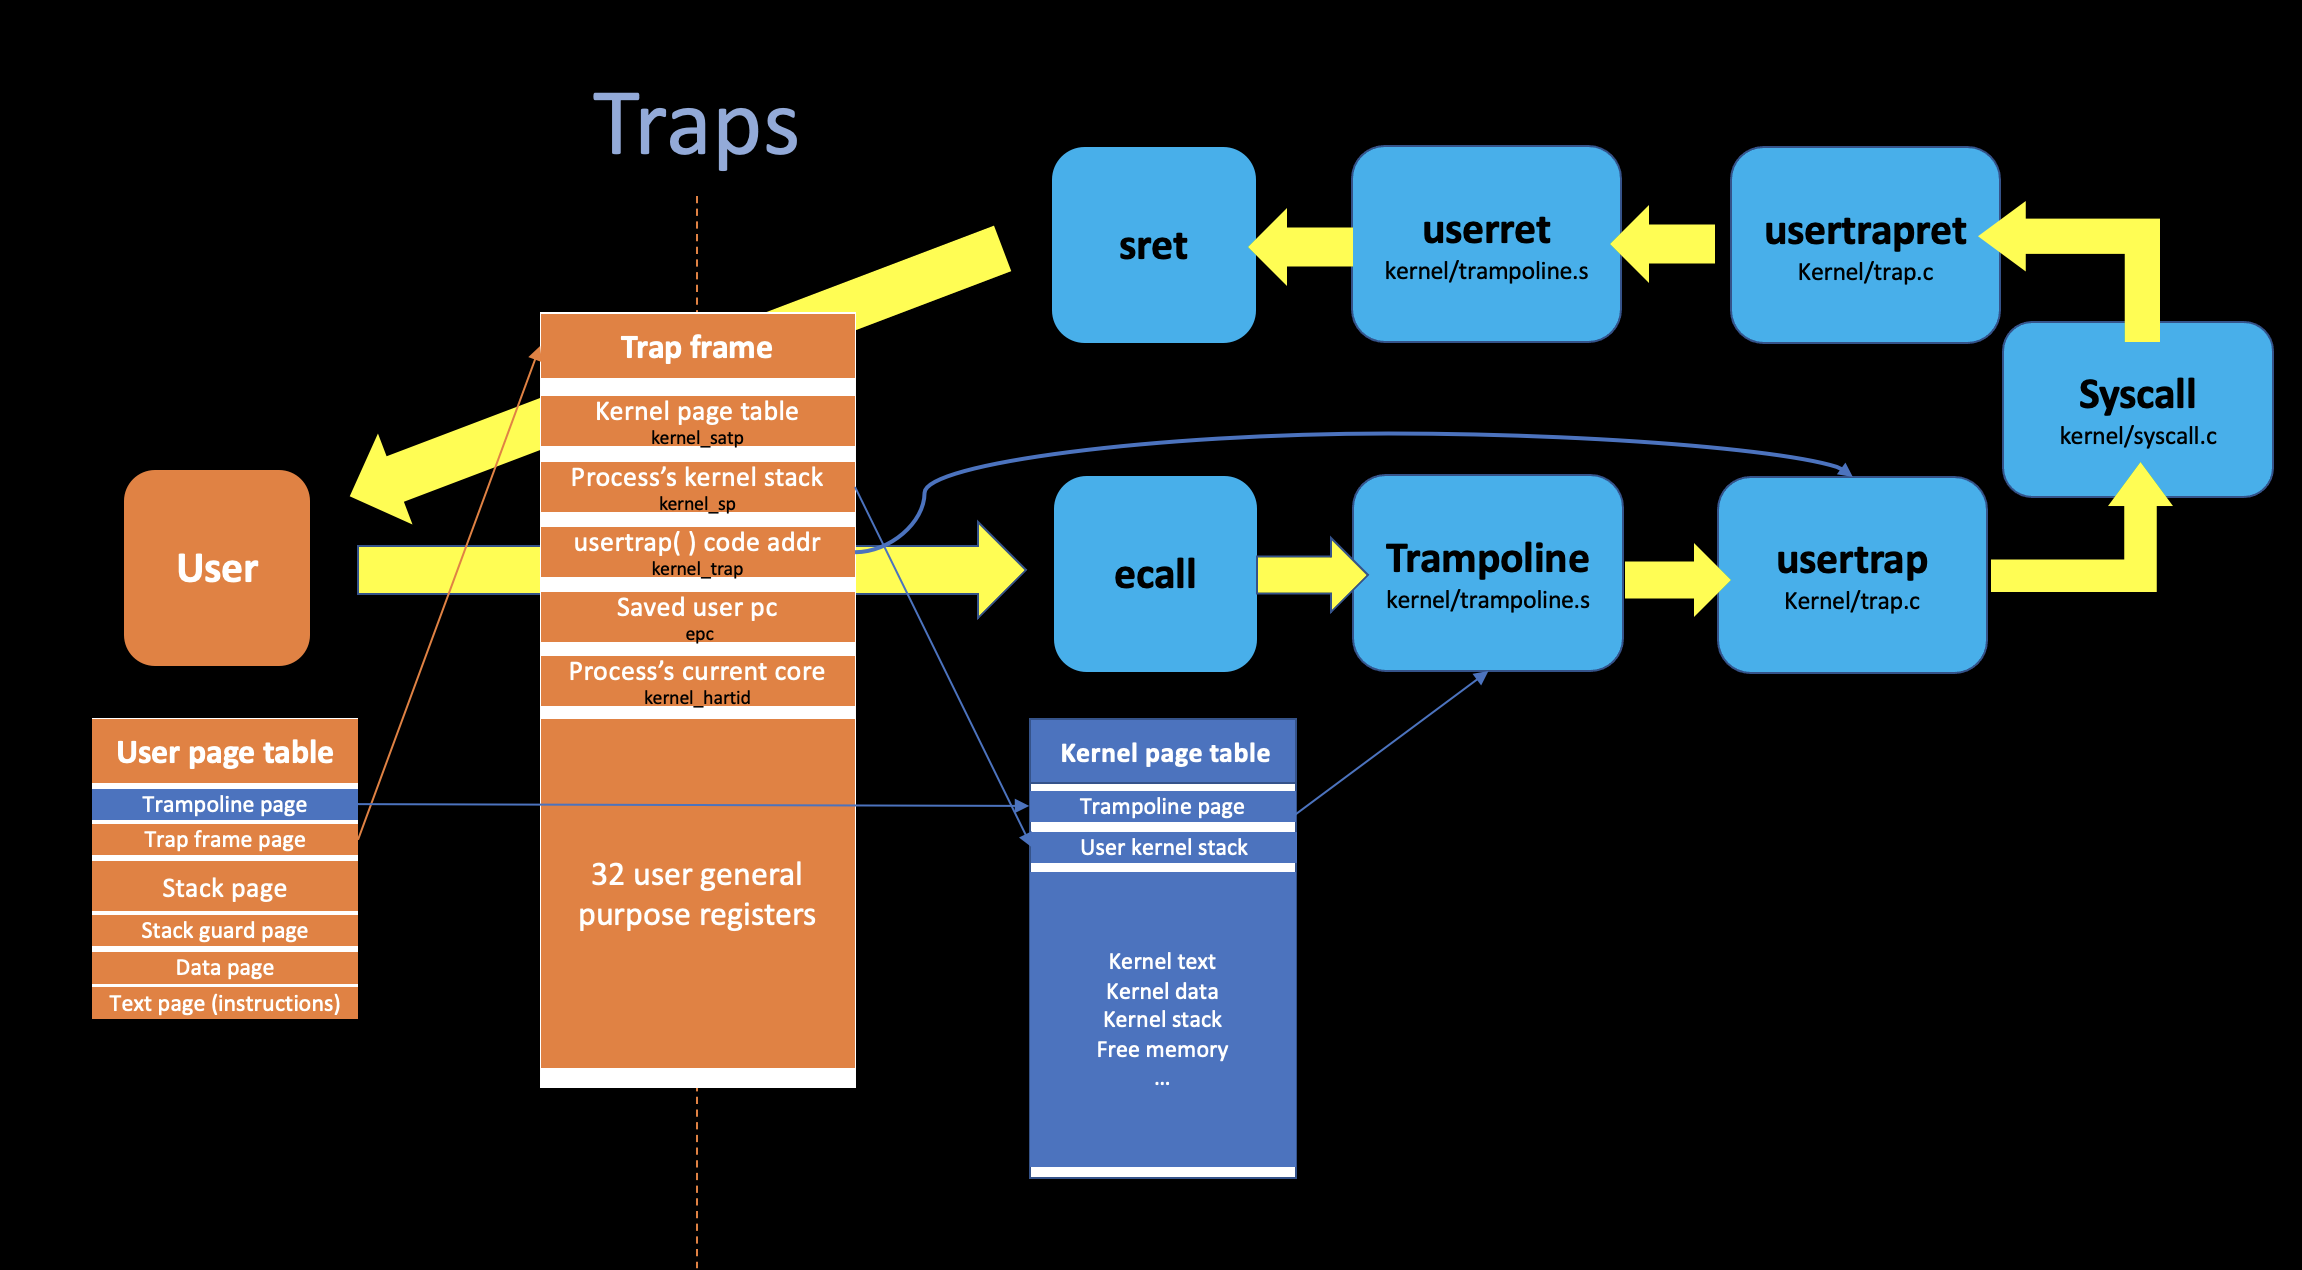 Traps
sret
userret
kernel/trampoline.s
usertrapret
Kernel/trap.c
Syscall
kernel/syscall.c
User
ecall
Trampoline
kernel/trampoline.s
usertrap
Kernel/trap.c
Trap frame
Kernel page table
kernel_satp
Process’s kernel stack
kernel_sp
usertrap( ) code addr
kernel_trap
Saved user pc
epc
Process’s current core
kernel_hartid
32 user general
purpose registers
User page table
Trampoline page
Trap frame page
Stack page
Stack guard page
Data page
Text page (instructions)
Kernel page table
Trampoline page
User kernel stack
Kernel text
Kernel data
Kernel stack
Free memory
...